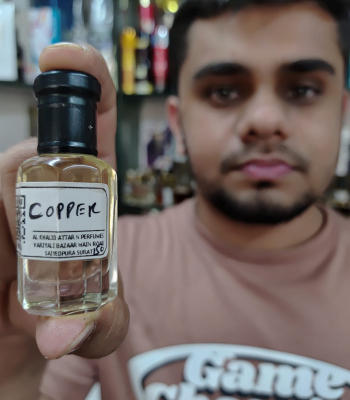 COPPER
AL KHALID ATTAR N PERFUMES
VARIYALI BAZAAR MAIN ROAD
SAIYEDPURA SURAT
Game